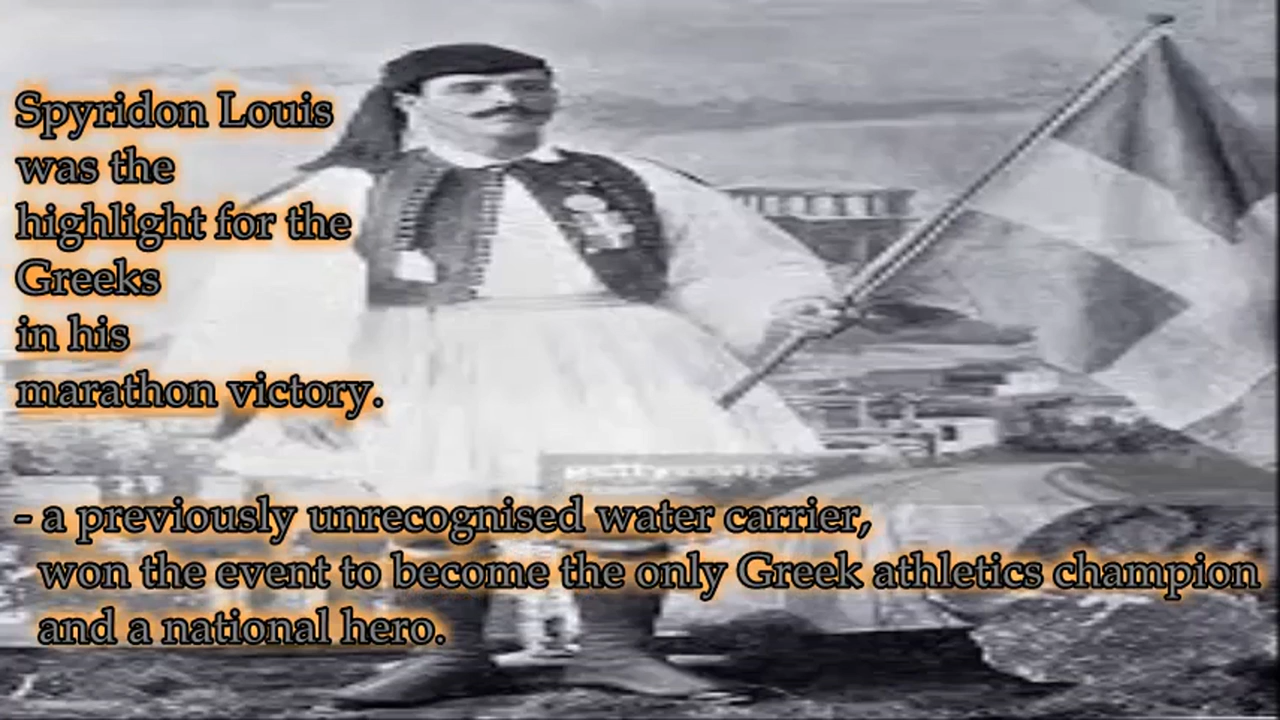 Spyridon Louis
was the
highlight for the
Greeks
in his
marathon victory.
- a previously unrecognised water carrier,
won the event to become the only Greek athletics champion
and a national hero.